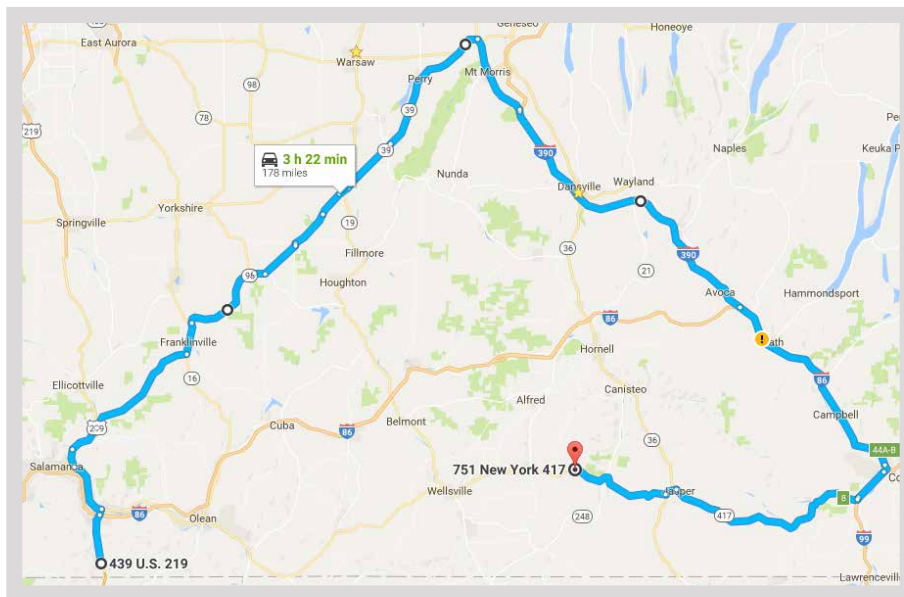 Geneseo
Honeoye
East Aurora
Warsaw
Perry
Mt Morris
98
39
78
219
3 h 22 min
178 miles
39
390
Naples
Keuka P
Nunda
Dansville
Wayland
Yorkshire
Springville
19
36
Fillmore
390
98
21
Houghton
Avoca
Hammondsport
86
Franklinville
ath
Hornell
16
86
Ellicottville
Canisteo
Alfred
Campbell
Cuba
Belmont
86
219
36
44A-B
Salamanca
751 New York 417
Co
Wellsville
Jasper
8
86
Olean
248
417
99
439 U.S. 219
Lawrenceville